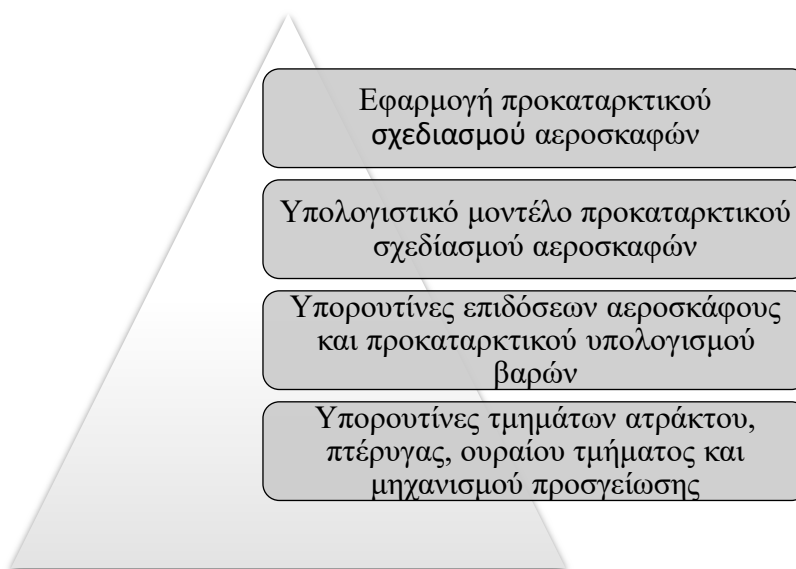 Εφαρμογή προκαταρκτικού
σχεδιασμού αεροσκαφών
Υπολογιστικό μοντέλο προκαταρκτικού
σχεδίασμού αεροσκαφών
Υπορουτίνες επιδόσεων αεροσκάφους
και προκαταρκτικού υπολογισμού
βαρών
Υπορουτίνες τμημάτων ατράκτου,
πτέρυγας, ουραίου τμήματος και
μηχανισμού προσγείωσης